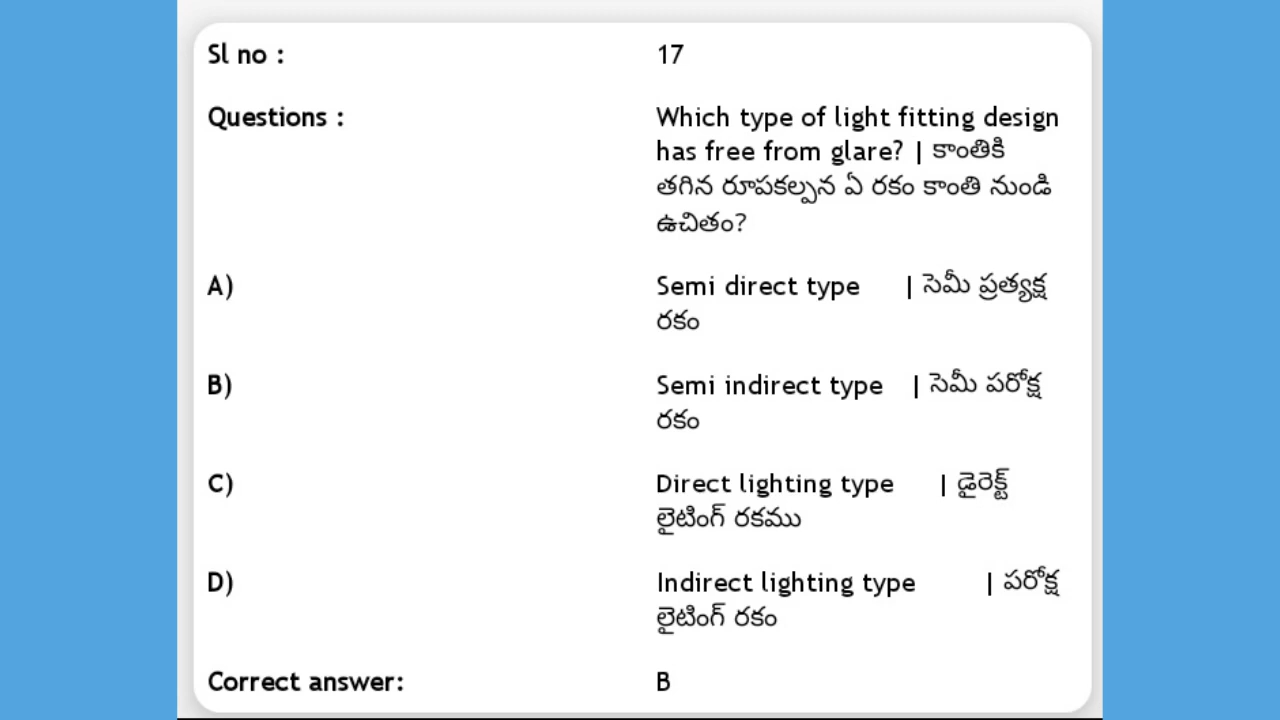 Sl no : 17
Questions : Which type of light fitting design
has free from glare? | కాంతికి
తగిన రూపకల్పన ఏ రకం కాంతి నుండి
ఉచితం?
A) Semi direct type | సెమీ ప్రత్యక్ష
రకం
B) Semi indirect type | సెమీ పరోక్ష
రకం
C) Direct lighting type | డైరెక్ట్
లైటింగ్ రకము
D) Indirect lighting type | పరోక్ష
లైటింగ్ రకం
Correct answer: B